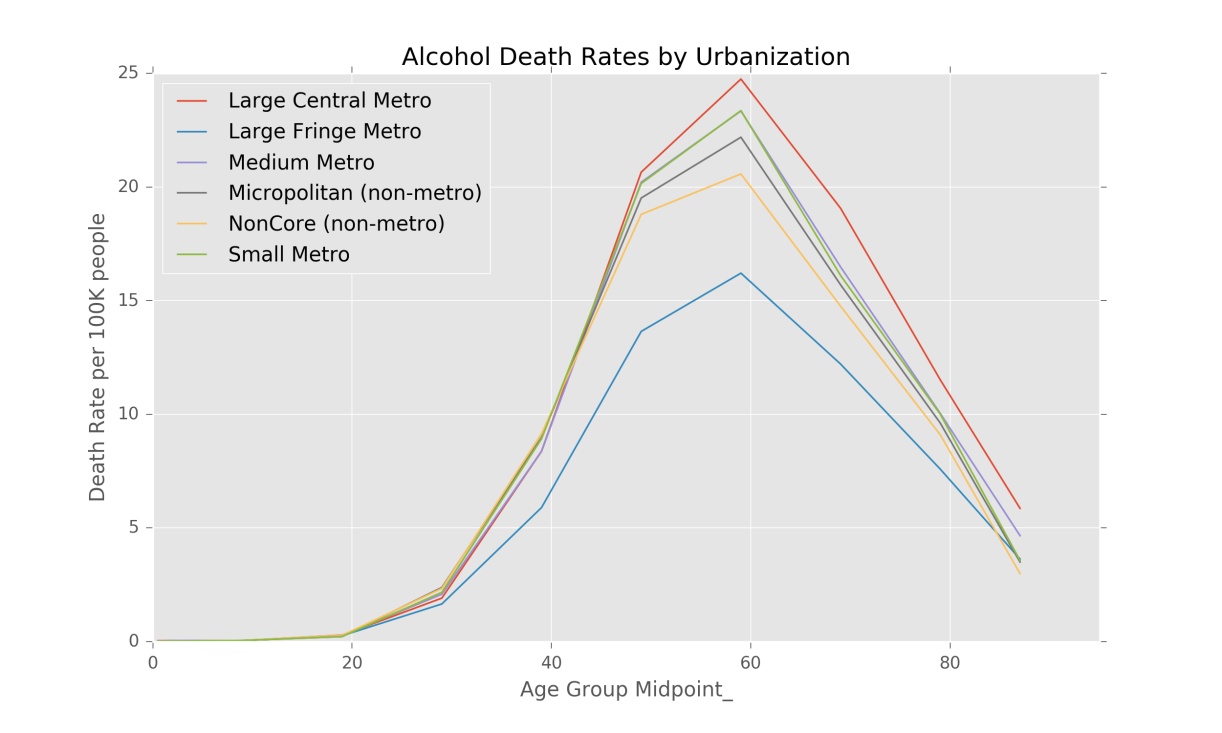 Alcohol Death Rates by Urbanization
25
20
15
10
5
0
Death Rate per 100K people
Large Central Metro
Large Fringe Metro
Medium Metro
Micropolitan (non-metro)
NonCore (non-metro)
Small Metro
0 20 40 60 80
Age Group Midpoint_